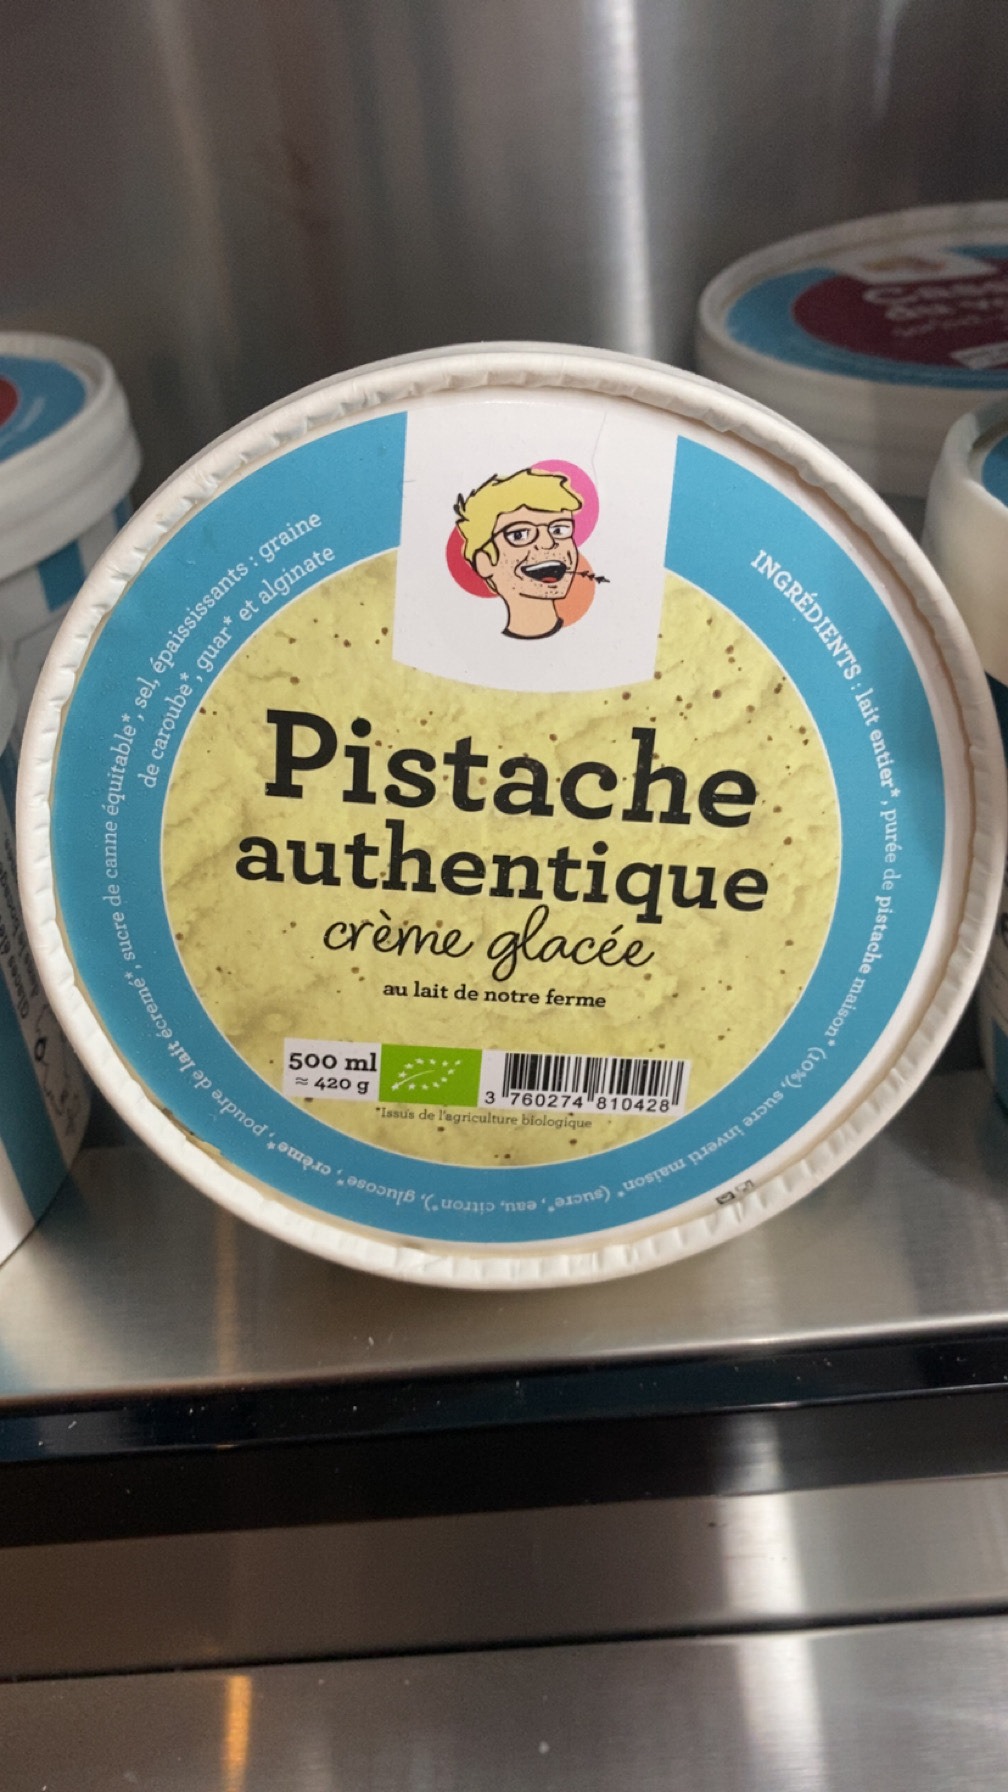 Pistache
authentique
crème glacée
au lait de notre ferme
500 ml
≈ 420 g
3 760274 810428
*Issus de l'agriculture biologique
INGRÉDIENTS : lait entier*, purée de pistache maison* (10%), sucre inverti maison* (sucre*, eau, citron*), glucose*, crème*, poudre de lait écrémé*, sucre de canne équitable*, sel, épaississants : graine
de caroube*, guar* et alginate